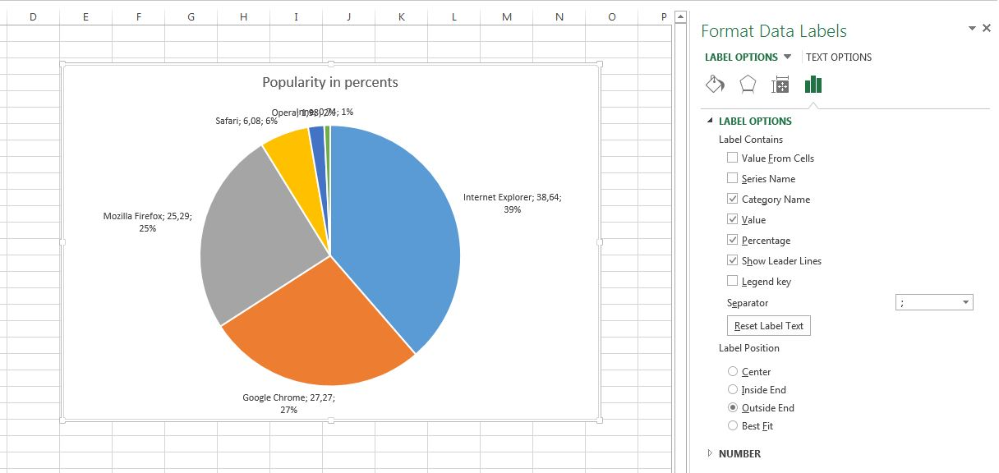 D E F G H I J K L M N O P
Popularity in percents
Opera; 1,98; 2%
0,74; 1%
Safari; 6,08; 6%
Internet Explorer; 38,64;
39%
Mozilla Firefox; 25,29;
25%
Google Chrome; 27,27;
27%
Format Data Labels
LABEL OPTIONS
TEXT OPTIONS
LABEL OPTIONS
Label Contains
Value From Cells
Series Name
Category Name
Value
Percentage
Show Leader Lines
Legend key
Separator ;
Reset Label Text
Label Position
Center
Inside End
Outside End
Best Fit
NUMBER